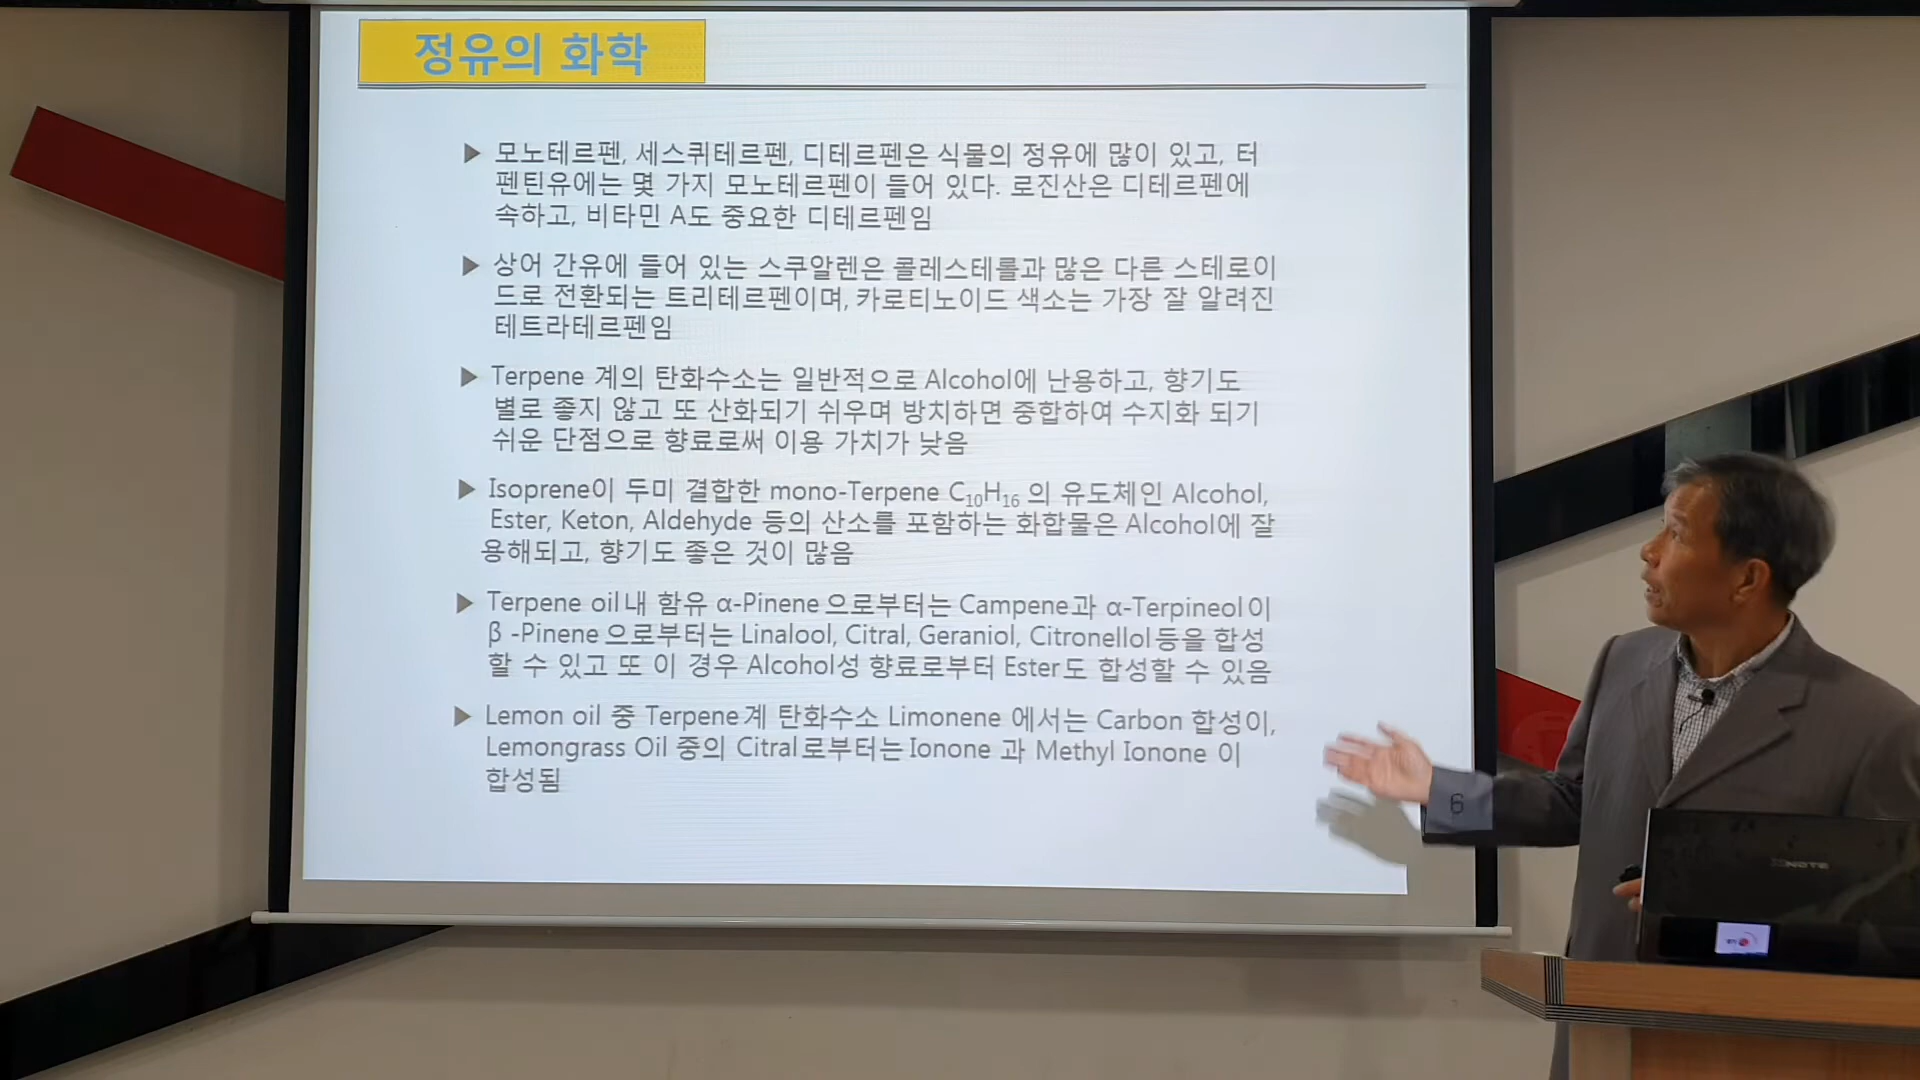 정유의 화학
▶ 모노테르펜, 세스퀴테르펜, 디테르펜은 식물의 정유에 많이 있고, 터
펜틴유에는 몇 가지 모노테르펜이 들어 있다. 로진산은 디테르펜에
속하고, 비타민 A도 중요한 디테르펜임
▶ 상어 간유에 들어 있는 스쿠알렌은 콜레스테롤과 많은 다른 스테로이
드로 전환되는 트리테르펜이며, 카로티노이드 색소는 가장 잘 알려진
테트라테르펜임
▶ Terpene 계의 탄화수소는 일반적으로 Alcohol에 난용하고, 향기도
별로 좋지 않고 또 산화되기 쉬우며 방치하면 중합하여 수지화 되기
쉬운 단점으로 향료로써 이용 가치가 낮음
▶ Isoprene이 두미 결합한 mono-Terpene C₁₀H₁₆ 의 유도체인 Alcohol,
Ester, Keton, Aldehyde 등의 산소를 포함하는 화합물은 Alcohol에 잘
용해되고, 향기도 좋은 것이 많음
▶ Terpene oil내 함유 α-Pinene으로부터는 Campene과 α-Terpineol이
β -Pinene으로부터는 Linalool, Citral, Geraniol, Citronellol등을 합성
할 수 있고 또 이 경우 Alcohol성 향료로부터 Ester도 합성할 수 있음
▶ Lemon oil 중 Terpene계 탄화수소 Limonene 에서는 Carbon 합성이,
Lemongrass Oil 중의 Citral로부터는 Ionone 과 Methyl Ionone 이
합성됨
6